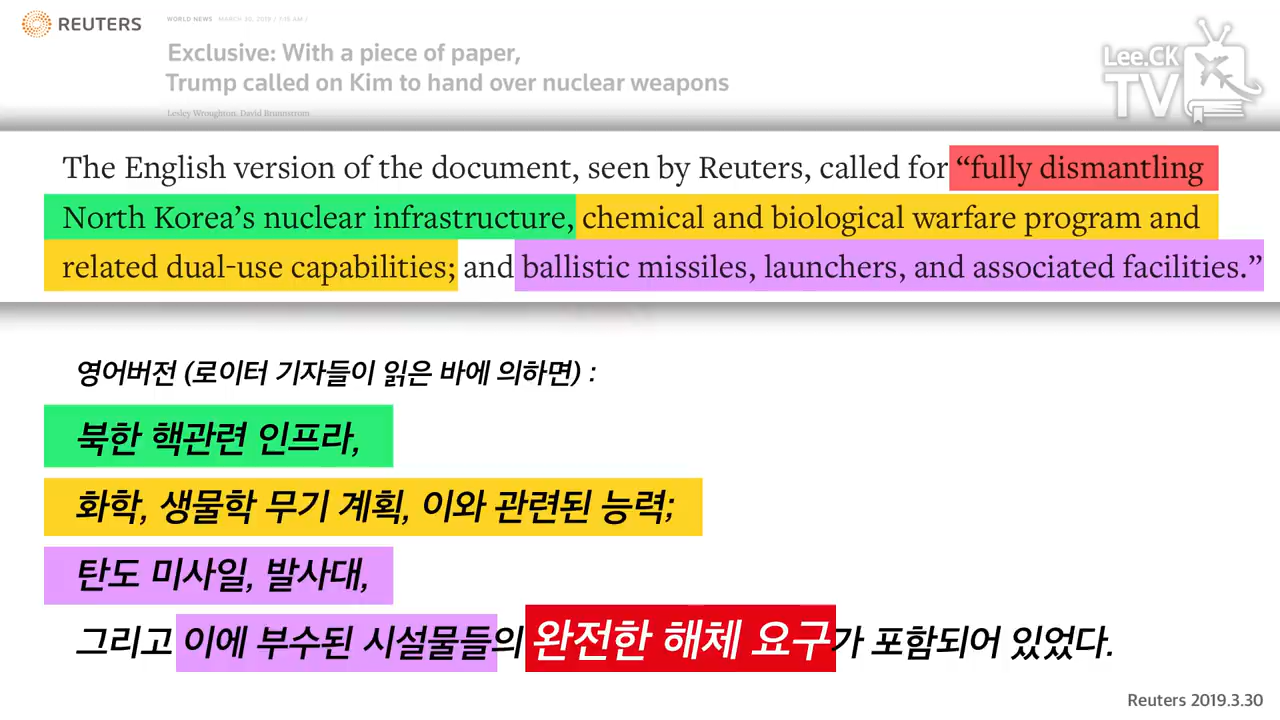 REUTERS
WORLD NEWS MARCH 30, 2019 / 7:15 AM /
Exclusive: With a piece of paper,
Trump called on Kim to hand over nuclear weapons
Lesley Wroughton, David Brunnstrom
Lee.CK
TV
The English version of the document, seen by Reuters, called for “fully dismantling
North Korea’s nuclear infrastructure, chemical and biological warfare program and
related dual-use capabilities; and ballistic missiles, launchers, and associated facilities.”
영어버전 (로이터 기자들이 읽은 바에 의하면) :
북한 핵관련 인프라,
화학, 생물학 무기 계획, 이와 관련된 능력;
탄도 미사일, 발사대,
그리고 이에 부수된 시설물들의 완전한 해체 요구가 포함되어 있었다.
Reuters 2019.3.30